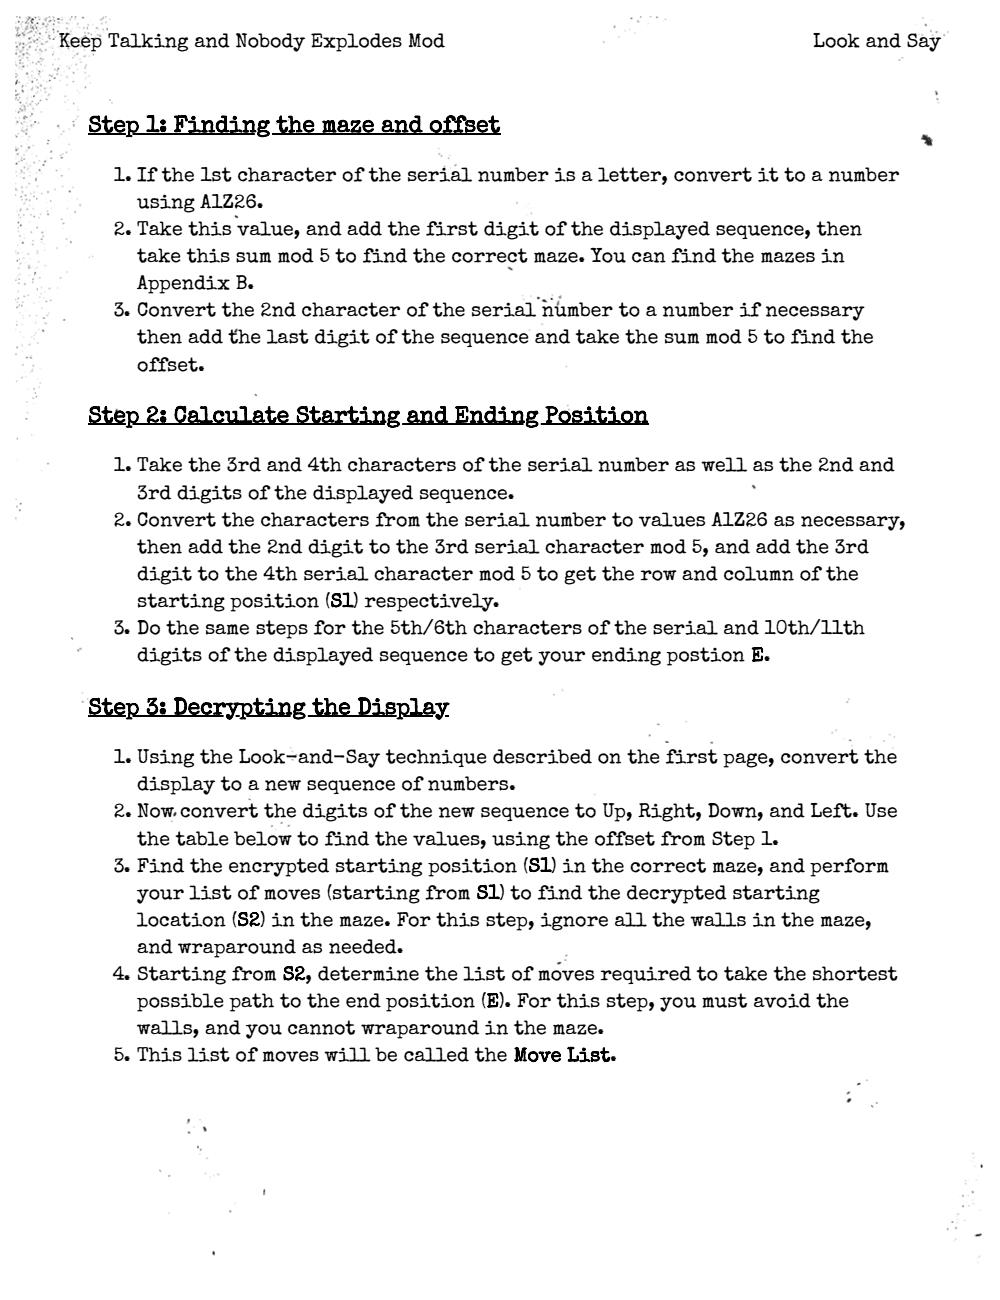 Keep Talking and Nobody Explodes Mod
Look and Say
Step 1: Finding the maze and offset
1. If the 1st character of the serial number is a letter, convert it to a number
using A1Z26.
2. Take this value, and add the first digit of the displayed sequence, then
take this sum mod 5 to find the correct maze. You can find the mazes in
Appendix B.
3. Convert the 2nd character of the serial number to a number if necessary
then add the last digit of the sequence and take the sum mod 5 to find the
offset.
Step 2: Calculate Starting and Ending Position
1. Take the 3rd and 4th characters of the serial number as well as the 2nd and
3rd digits of the displayed sequence.
2. Convert the characters from the serial number to values A1Z26 as necessary,
then add the 2nd digit to the 3rd serial character mod 5, and add the 3rd
digit to the 4th serial character mod 5 to get the row and column of the
starting position (S1) respectively.
3. Do the same steps for the 5th/6th characters of the serial and 10th/11th
digits of the displayed sequence to get your ending postion E.
Step 3: Decrypting the Display
1. Using the Look-and-Say technique described on the first page, convert the
display to a new sequence of numbers.
2. Now convert the digits of the new sequence to Up, Right, Down, and Left. Use
the table below to find the values, using the offset from Step 1.
3. Find the encrypted starting position (S1) in the correct maze, and perform
your list of moves (starting from S1) to find the decrypted starting
location (S2) in the maze. For this step, ignore all the walls in the maze,
and wraparound as needed.
4. Starting from S2, determine the list of moves required to take the shortest
possible path to the end position (E). For this step, you must avoid the
walls, and you cannot wraparound in the maze.
5. This list of moves will be called the Move List.